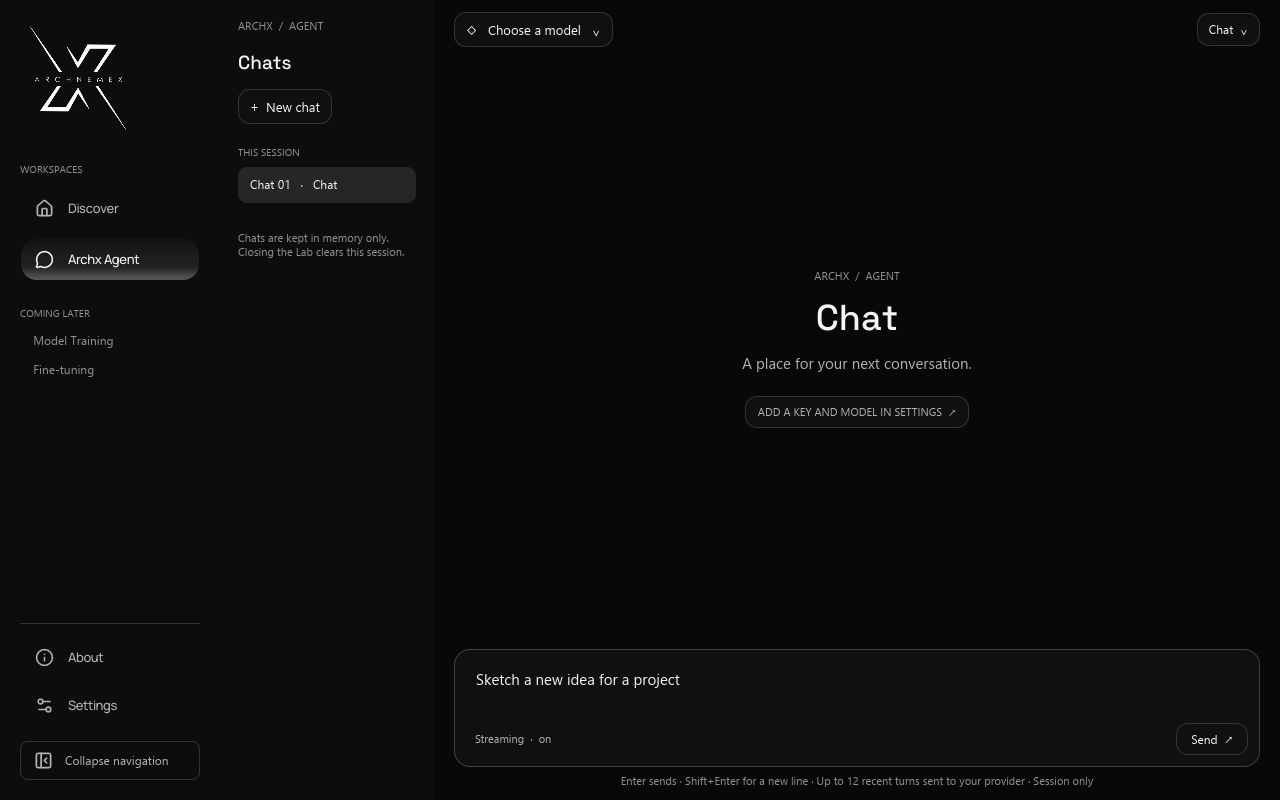 ARCHNEMEX
WORKSPACES
Discover
Archx Agent
COMING LATER
Model Training
Fine-tuning
About
Settings
Collapse navigation
ARCHX / AGENT
Chats
+ New chat
THIS SESSION
Chat 01 · Chat
Chats are kept in memory only.
Closing the Lab clears this session.
◇ Choose a model v
Chat v
ARCHX / AGENT
Chat
A place for your next conversation.
ADD A KEY AND MODEL IN SETTINGS ↗
Sketch a new idea for a project
Streaming · on
Send ↗
Enter sends · Shift+Enter for a new line · Up to 12 recent turns sent to your provider · Session only